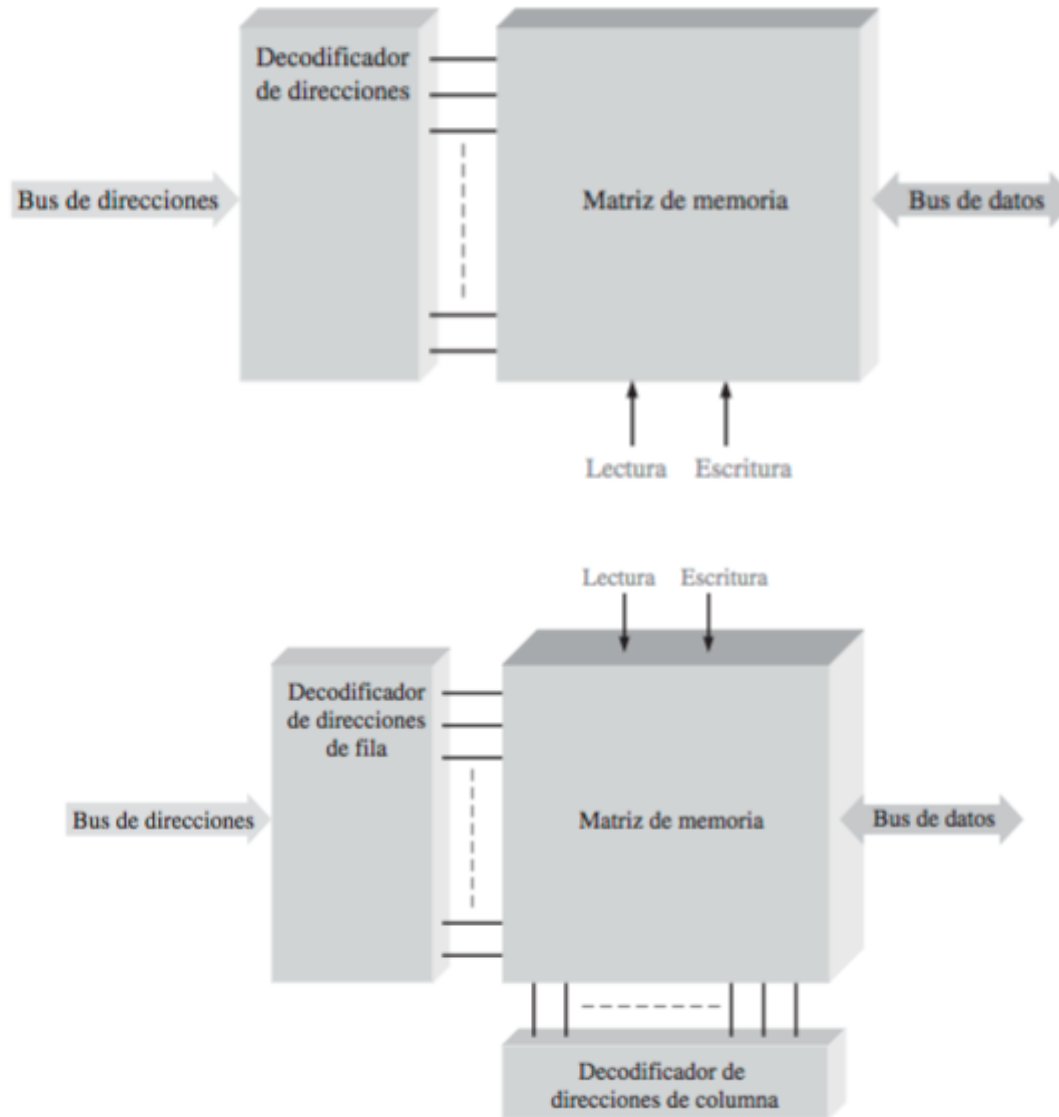 Decodificador
de direcciones
Bus de direcciones
Matriz de memoria
Bus de datos
Lectura
Escritura
Lectura
Escritura
Decodificador
de direcciones
de fila
Bus de direcciones
Matriz de memoria
Bus de datos
Decodificador de
direcciones de columna